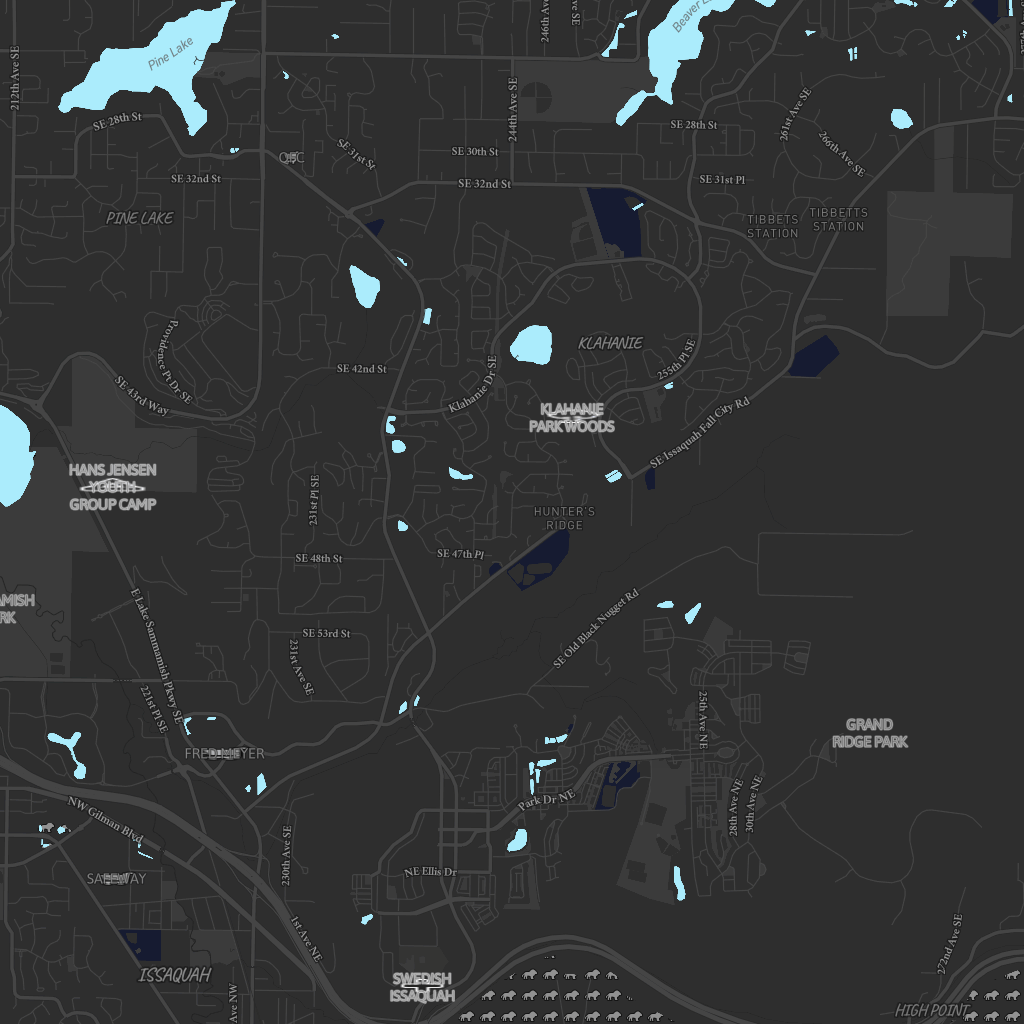 246th Ave SE
Ave SE
Beaver L
Pine Lake
212th Ave SE
244th Ave SE
SE 28th St
SE 28th St
261st Ave SE
266th Ave SE
SE 31st St
SE 30th St
QFC
SE 32nd St
SE 32nd St
SE 31st Pl
PINE LAKE
TIBBETS
STATION
TIBBETTS
STATION
Providence Pt Dr SE
KLAHANIE
SE 42nd St
Klahanie Dr SE
255th Pl SE
SE 43rd Way
KLAHANIE
PARKWOODS
SE Issaquah Fall City Rd
HANS JENSEN
YOUTH
GROUP CAMP
231st Pl SE
HUNTER'S
RIDGE
SE 48th St
SE 47th Pl
AMISH
RK
E Lake Sammamish Pkwy SE
SE Old Black Nugget Rd
SE 53rd St
231st Ave SE
221st Pl SE
25th Ave NE
GRAND
RIDGE PARK
FRED MEYER
Park Dr NE
28th Ave NE
30th Ave NE
NW Gilman Blvd
230th Ave SE
NE Ellis Dr
SAFEWAY
1st Ave NE
272nd Ave SE
ISSAQUAH
SWEDISH
ISSAQUAH
Ave NW
HIGH POINT